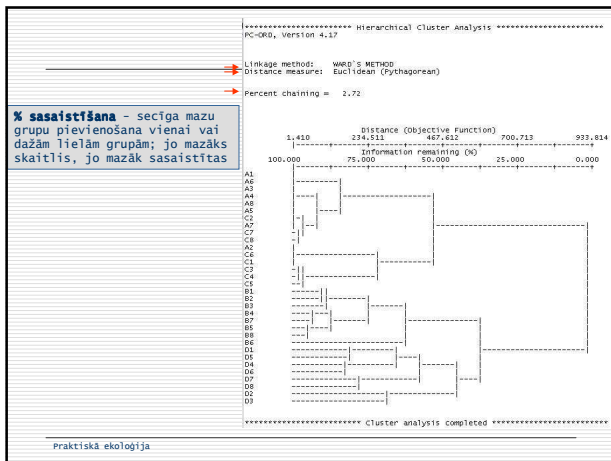 ********************** Hierarchical Cluster Analysis **********************
PC-ORD, Version 4.17
Linkage method: WARD'S METHOD
Distance measure: Euclidean (Pythagorean)
Percent chaining = 2.72
% sasaistīšana - secīga mazu
grupu pievienošana vienai vai
dažām lielām grupām; jo mazāks
skaitlis, jo mazāk sasaistītas
Distance (Objective Function)
1.410 234.511 467.612 700.713 933.814
Information remaining (%)
100.000 75.000 50.000 25.000 0.000
A1
A6
A3
A4
A8
A5
C2
A7
C7
C8
A2
C6
C1
C3
C4
C5
B1
B2
B3
B4
B7
B5
B8
B6
D1
D5
D4
D6
D7
D8
D2
D3
************************ Cluster analysis completed ************************
Praktiskā ekoloģija